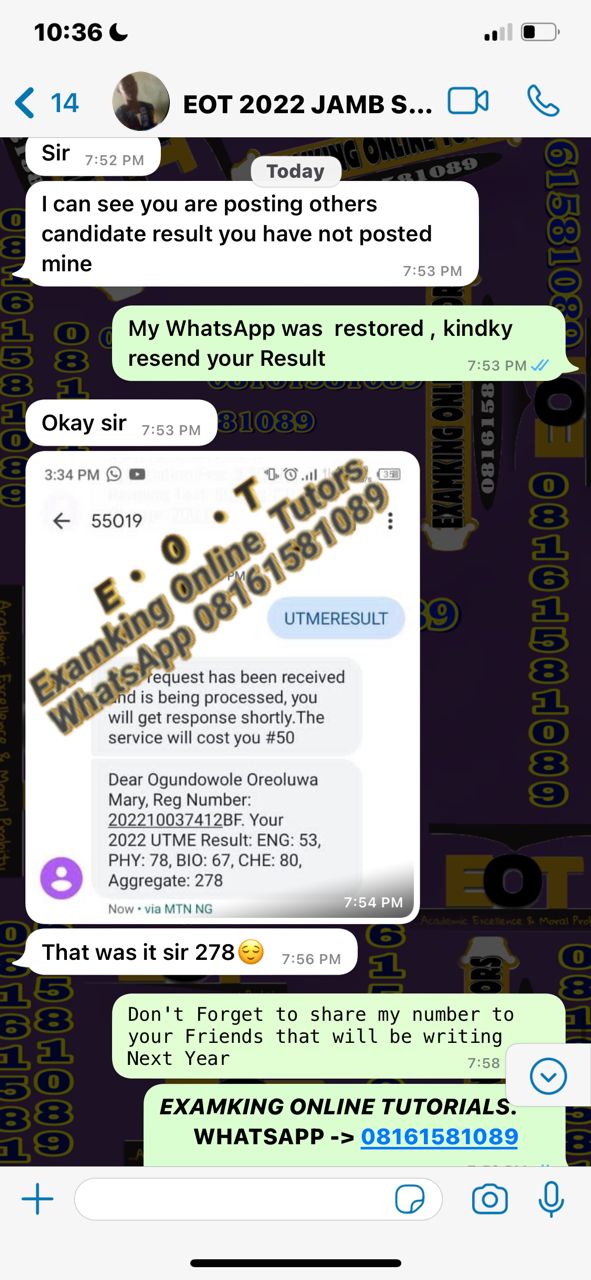 10:36
14
EOT 2022 JAMB S...
Sir 7:52 PM
Today
I can see you are posting others
candidate result you have not posted
mine
7:53 PM
My WhatsApp was restored , kindky
resend your Result
7:53 PM
Okay sir 7:53 PM
3:34 PM
55019
E . O . T
Examking Online Tutors
WhatsApp 08161581089
UTMERESULT
request has been received
and is being processed, you
will get response shortly.The
service will cost you #50
Dear Ogundowole Oreoluwa
Mary, Reg Number:
202210037412BF. Your
2022 UTME Result: ENG: 53,
PHY: 78, BIO: 67, CHE: 80,
Aggregate: 278
Now • via MTN NG
7:54 PM
EOT
Academic Excellence & Moral
That was it sir 278😌 7:56 PM
Don't Forget to share my number to
your Friends that will be writing
Next Year
7:58
EXAMKING ONLINE TUTORIALS.
WHATSAPP -> 08161581089